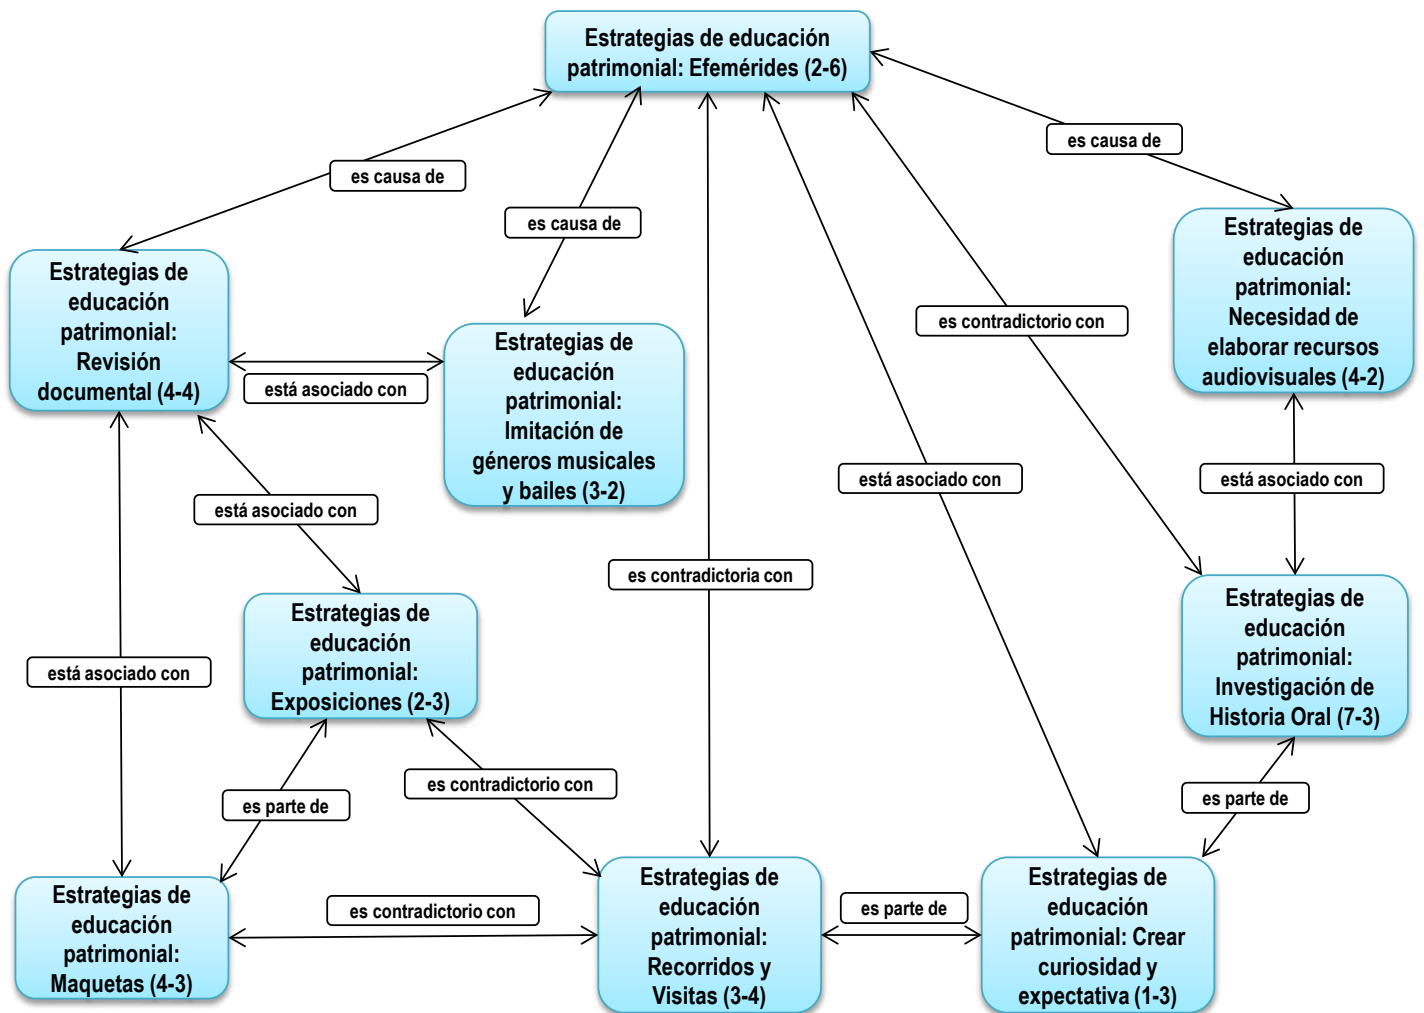 Estrategias de educación
patrimonial: Efemérides (2-6)
es causa de
es causa de
es causa de
Estrategias de
educación
patrimonial:
Necesidad de
elaborar recursos
audiovisuales (4-2)
Estrategias de
educación
patrimonial:
Revisión
documental (4-4)
es contradictorio con
Estrategias de
educación
patrimonial:
Imitación de
géneros musicales
y bailes (3-2)
está asociado con
está asociado con
está asociado con
está asociado con
es contradictoria con
Estrategias de
educación
patrimonial:
Investigación de
Historia Oral (7-3)
Estrategias de
educación
patrimonial:
Exposiciones (2-3)
está asociado con
es contradictorio con
es parte de
es parte de
Estrategias de
educación
patrimonial:
Maquetas (4-3)
es contradictorio con
Estrategias de
educación
patrimonial:
Recorridos y
Visitas (3-4)
es parte de
Estrategias de
educación
patrimonial: Crear
curiosidad y
expectativa (1-3)